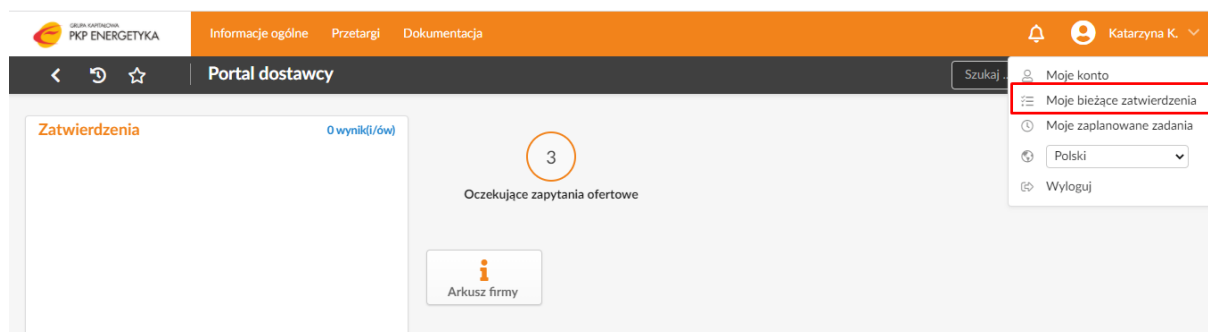 GRUPA KAPITAŁOWA
PKP ENERGETYKA
Informacje ogólne Przetargi Dokumentacja
Katarzyna K.
Portal dostawcy
Szukaj ..
Moje konto
Moje bieżące zatwierdzenia
Moje zaplanowane zadania
Polski
Wyloguj
Zatwierdzenia 0 wynik(i/ów)
3
Oczekujące zapytania ofertowe
Arkusz firmy